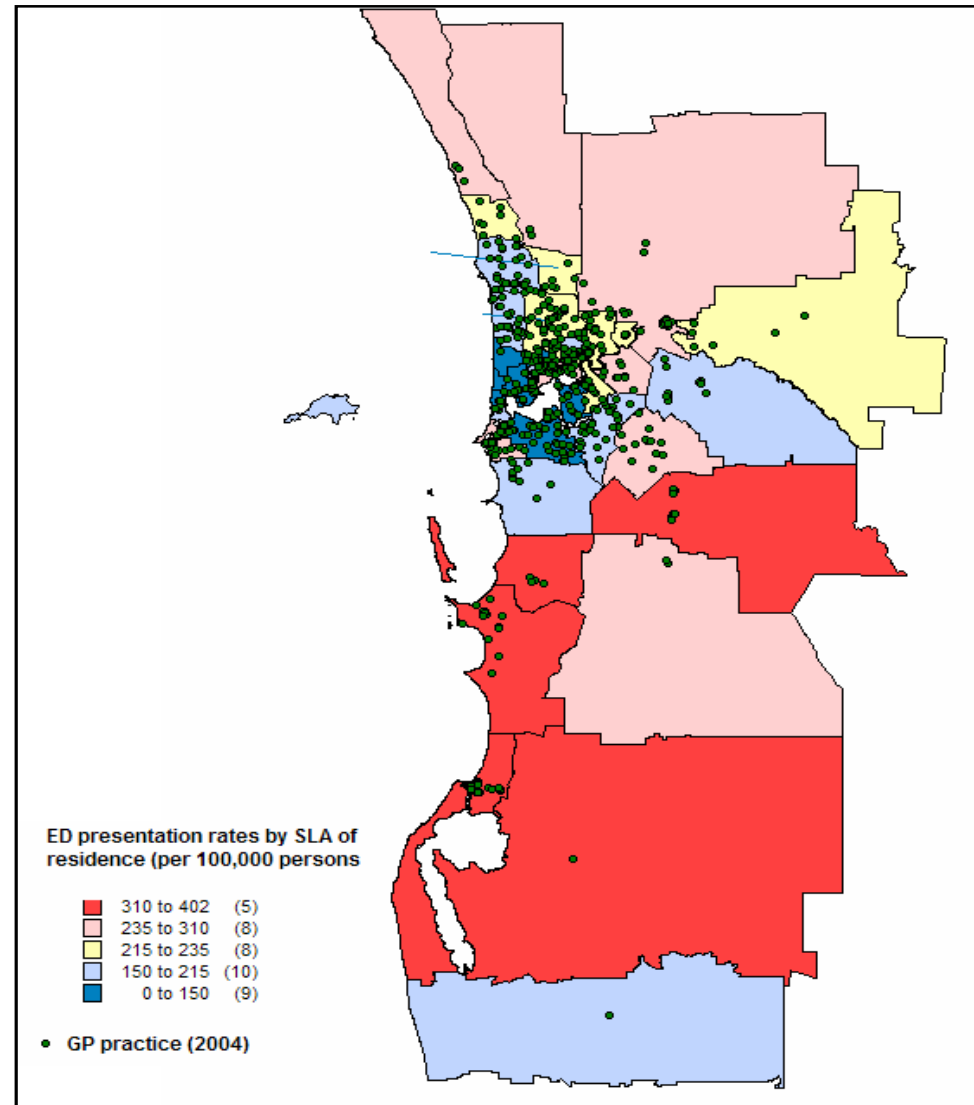 ED presentation rates by SLA of
residence (per 100,000 persons
310 to 402 (5)
235 to 310 (8)
215 to 235 (8)
150 to 215 (10)
0 to 150 (9)
GP practice (2004)